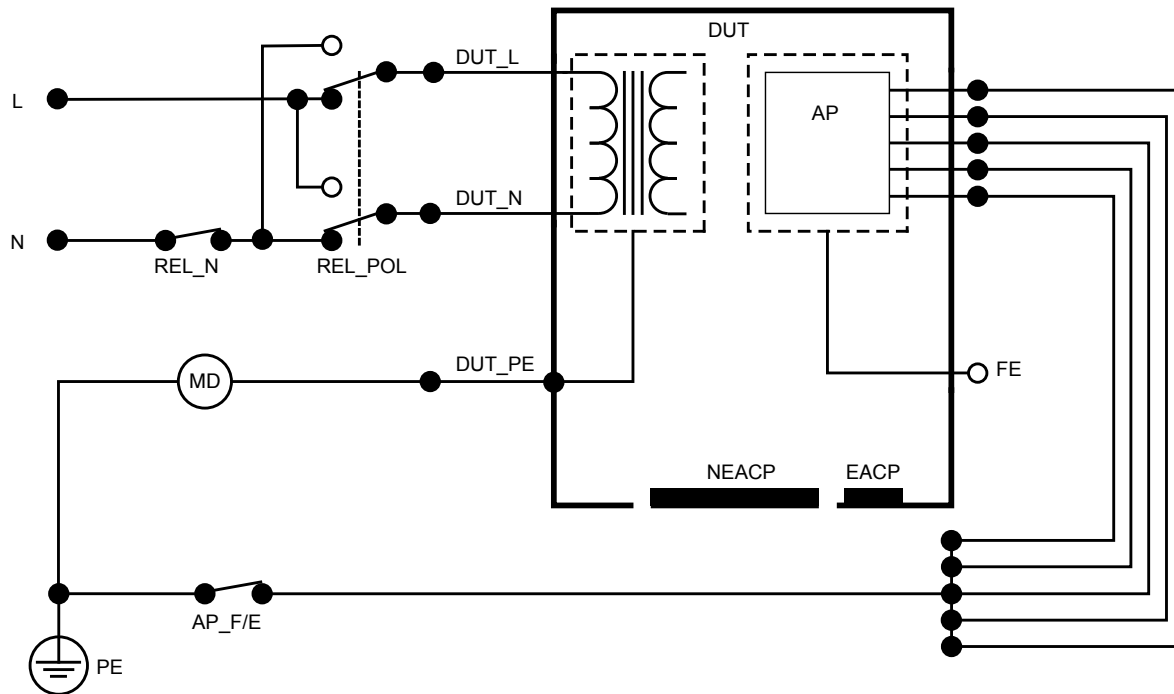 DUT
DUT_L
L
AP
DUT_N
N
REL_N
REL_POL
DUT_PE
FE
MD
NEACP
EACP
AP_F/E
PE